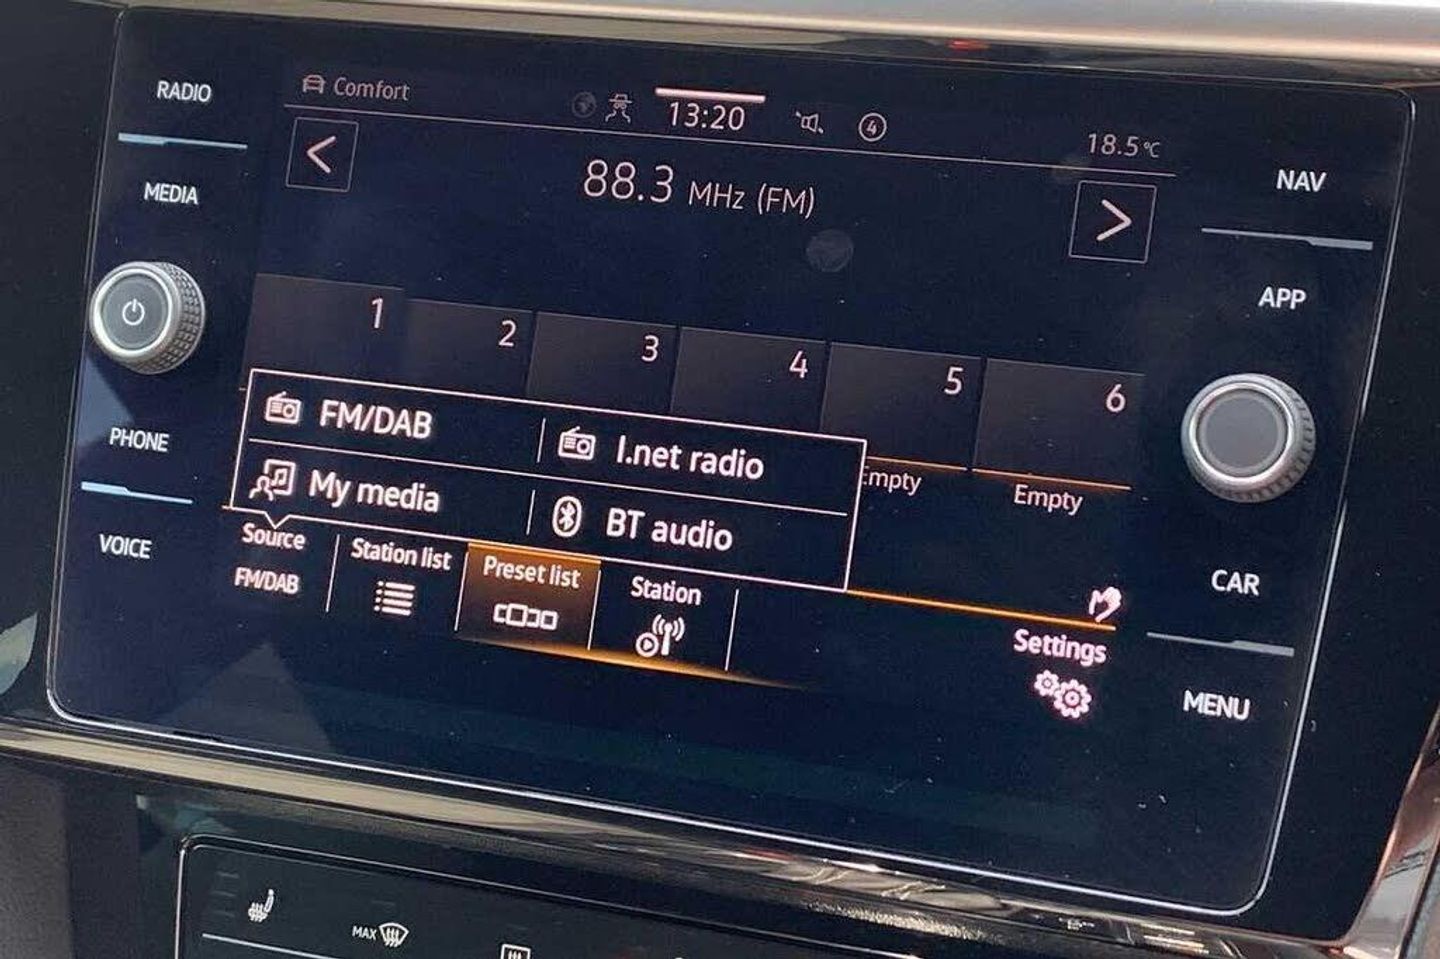 RADIO
Comfort
13:20
4
18.5°C
MEDIA
88.3 MHz (FM)
NAV
APP
1 2 3 4 5 6
FM/DAB
I.net radio
My media
BT audio
Empty
Empty
PHONE
VOICE
Source
FM/DAB
Station list
Preset list
Station
Settings
CAR
MENU
MAX